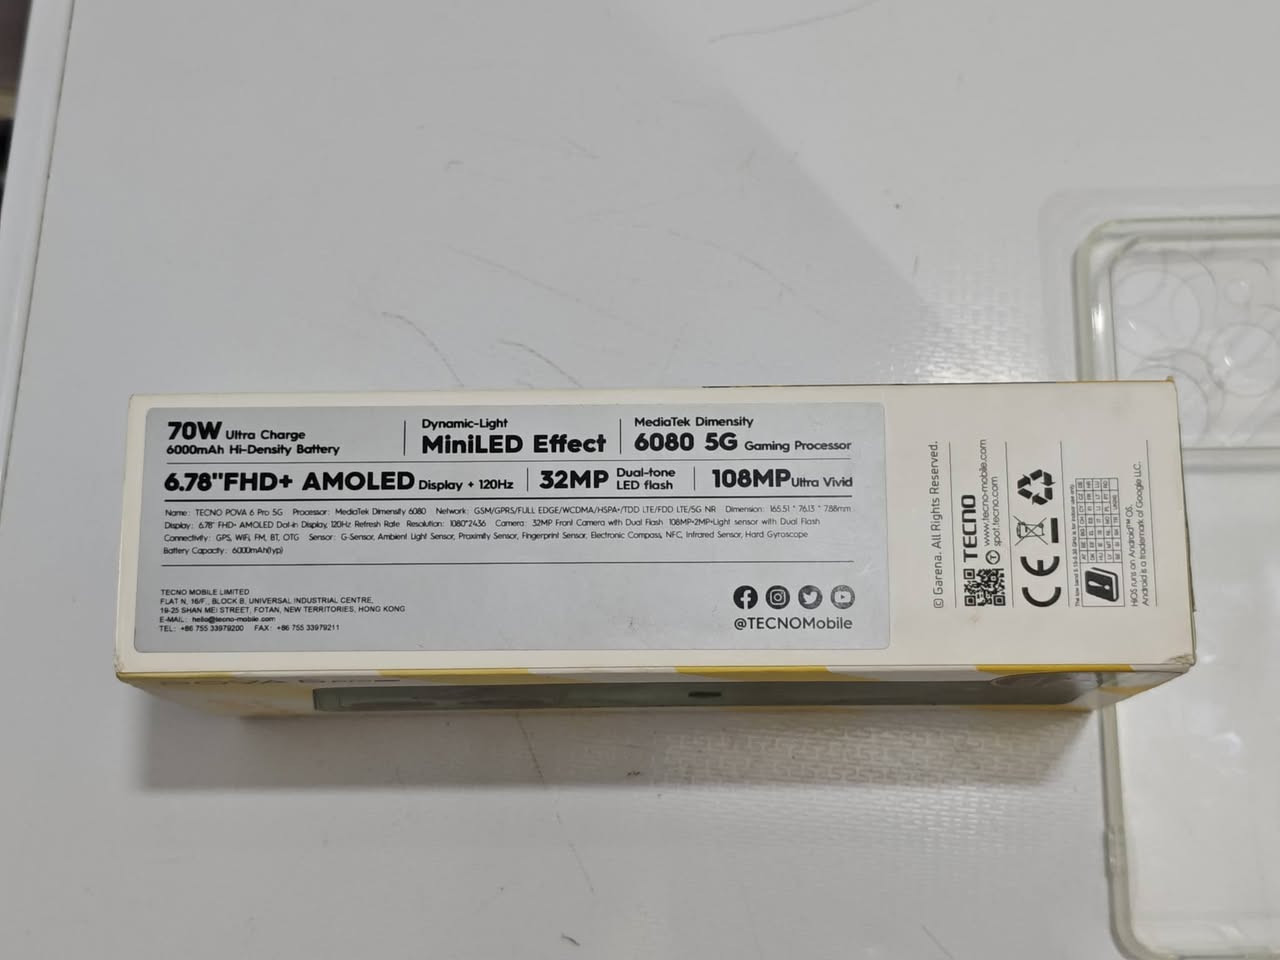 70W Ultra Charge
6000mAh Hi-Density Battery
Dynamic-Light
MiniLED Effect
MediaTek Dimensity
6080 5G Gaming Processor
6.78"FHD+ AMOLED Display + 120Hz
32MP Dual-tone
LED flash
108MP Ultra Vivid
Name: TECNO POVA 6 Pro 5G Processor: MediaTek Dimensity 6080 Network: GSM/GPRS/FULL EDGE/WCDMA/HSPA+/TDD LTE/FDD LTE/5G NR Dimension: 165.51 * 76.13 * 7.88mm
Display: 6.78" FHD+ AMOLED Dot-in Display, 120Hz Refresh Rate Resolution: 1080*2436 Camera: 32MP Front Camera with Dual Flash 108MP+2MP+Light sensor with Dual Flash
Connectivity: GPS, WiFi, FM, BT, OTG Sensor: G-Sensor, Ambient Light Sensor, Proximity Sensor, Fingerprint Sensor, Electronic Compass, NFC, Infrared Sensor, Hard Gyroscope
Battery Capacity: 6000mAh(typ)
TECNO MOBILE LIMITED
FLAT N, 16/F., BLOCK B, UNIVERSAL INDUSTRIAL CENTRE,
19-25 SHAN MEI STREET, FOTAN, NEW TERRITORIES, HONG KONG
E-MAIL: hello@tecno-mobile.com
TEL: +86 755 33979200 FAX: +86 755 33979211
@TECNOMobile
© Garena. All Rights Reserved.
TECNO
www.tecno-mobile.com
spot.tecno.com
CE
HiOS runs on Android™ OS.
Android is a trademark of Google LLC.